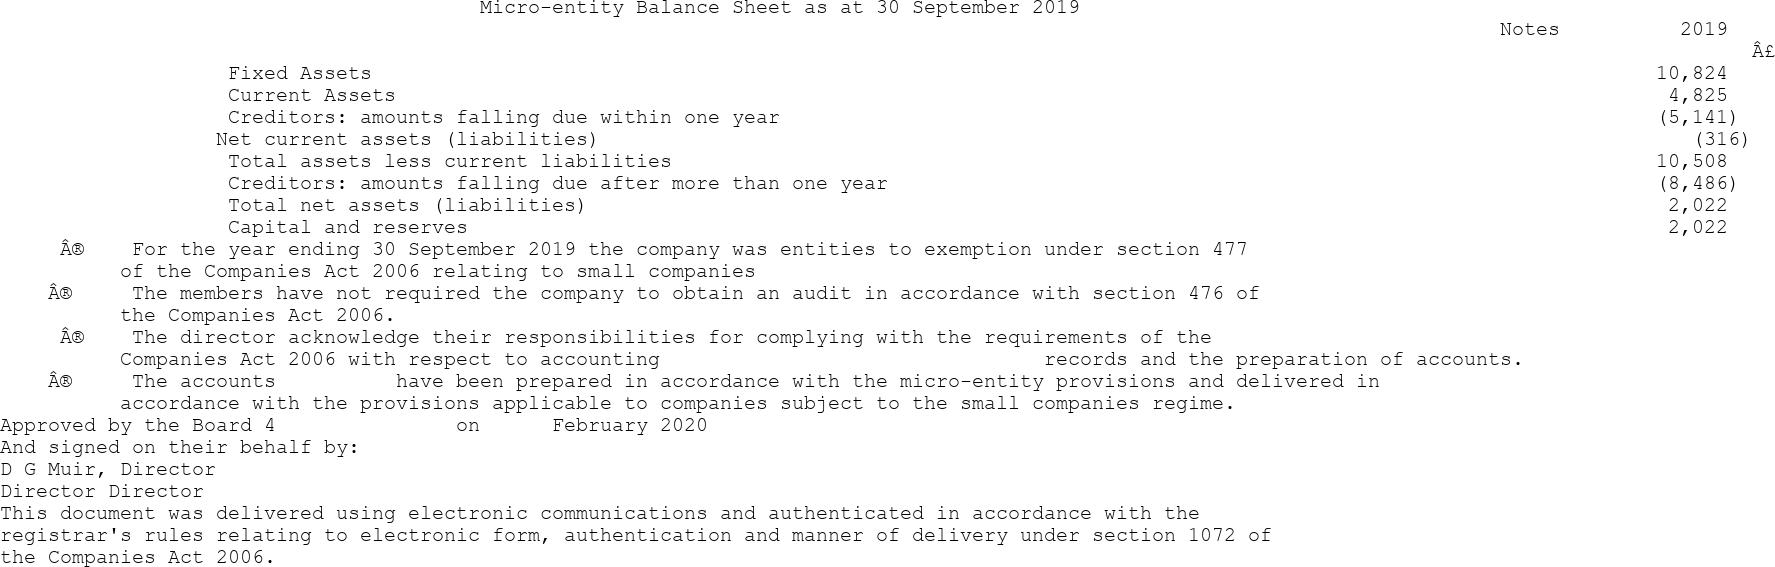 Micro-entity Balance Sheet as at 30 September 2019
Notes 2019
Â£
Fixed Assets 10,824
Current Assets 4,825
Creditors: amounts falling due within one year (5,141)
Net current assets (liabilities) (316)
Total assets less current liabilities 10,508
Creditors: amounts falling due after more than one year (8,486)
Total net assets (liabilities) 2,022
Capital and reserves 2,022
Â® For the year ending 30 September 2019 the company was entities to exemption under section 477
of the Companies Act 2006 relating to small companies
Â® The members have not required the company to obtain an audit in accordance with section 476 of
the Companies Act 2006.
Â® The director acknowledge their responsibilities for complying with the requirements of the
Companies Act 2006 with respect to accounting records and the preparation of accounts.
Â® The accounts have been prepared in accordance with the micro-entity provisions and delivered in
accordance with the provisions applicable to companies subject to the small companies regime.
Approved by the Board 4 on February 2020
And signed on their behalf by:
D G Muir, Director
Director Director
This document was delivered using electronic communications and authenticated in accordance with the
registrar's rules relating to electronic form, authentication and manner of delivery under section 1072 of
the Companies Act 2006.